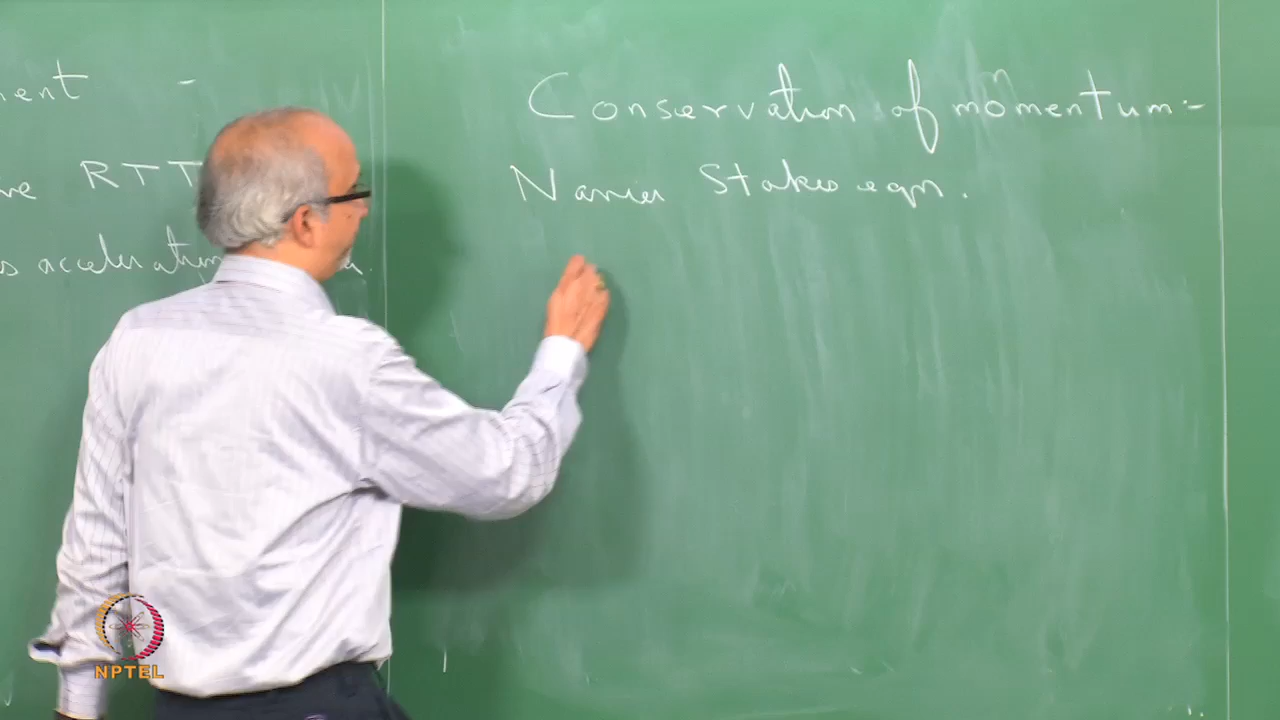 ent -
RTT
acceleration
Conservation of momentum:-
Navier Stokes eqn.
NPTEL